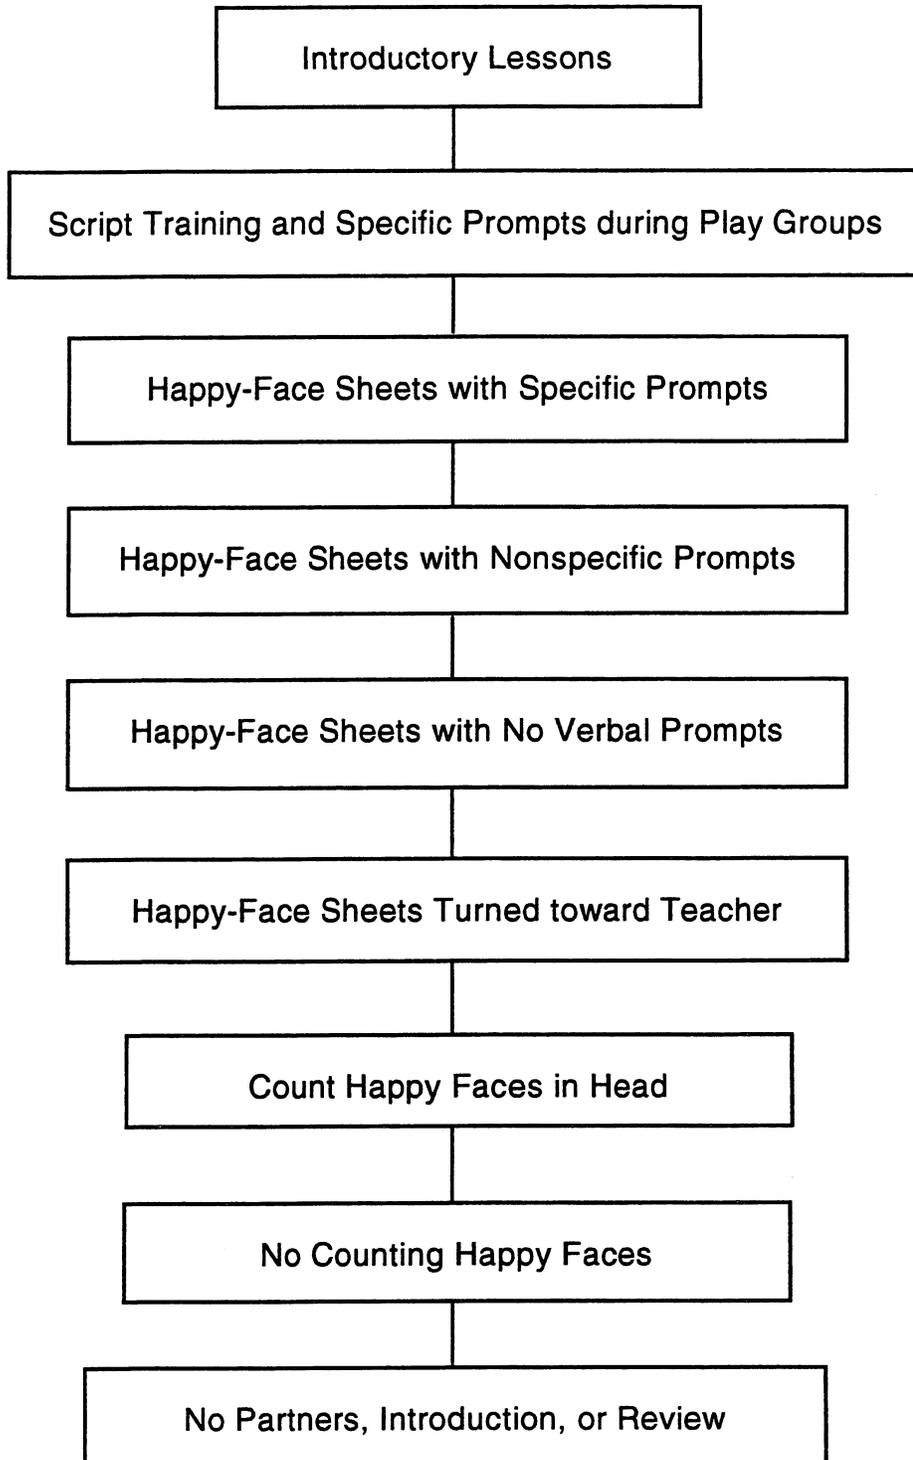 Introductory Lessons
Script Training and Specific Prompts during Play Groups
Happy-Face Sheets with Specific Prompts
Happy-Face Sheets with Nonspecific Prompts
Happy-Face Sheets with No Verbal Prompts
Happy-Face Sheets Turned toward Teacher
Count Happy Faces in Head
No Counting Happy Faces
No Partners, Introduction, or Review